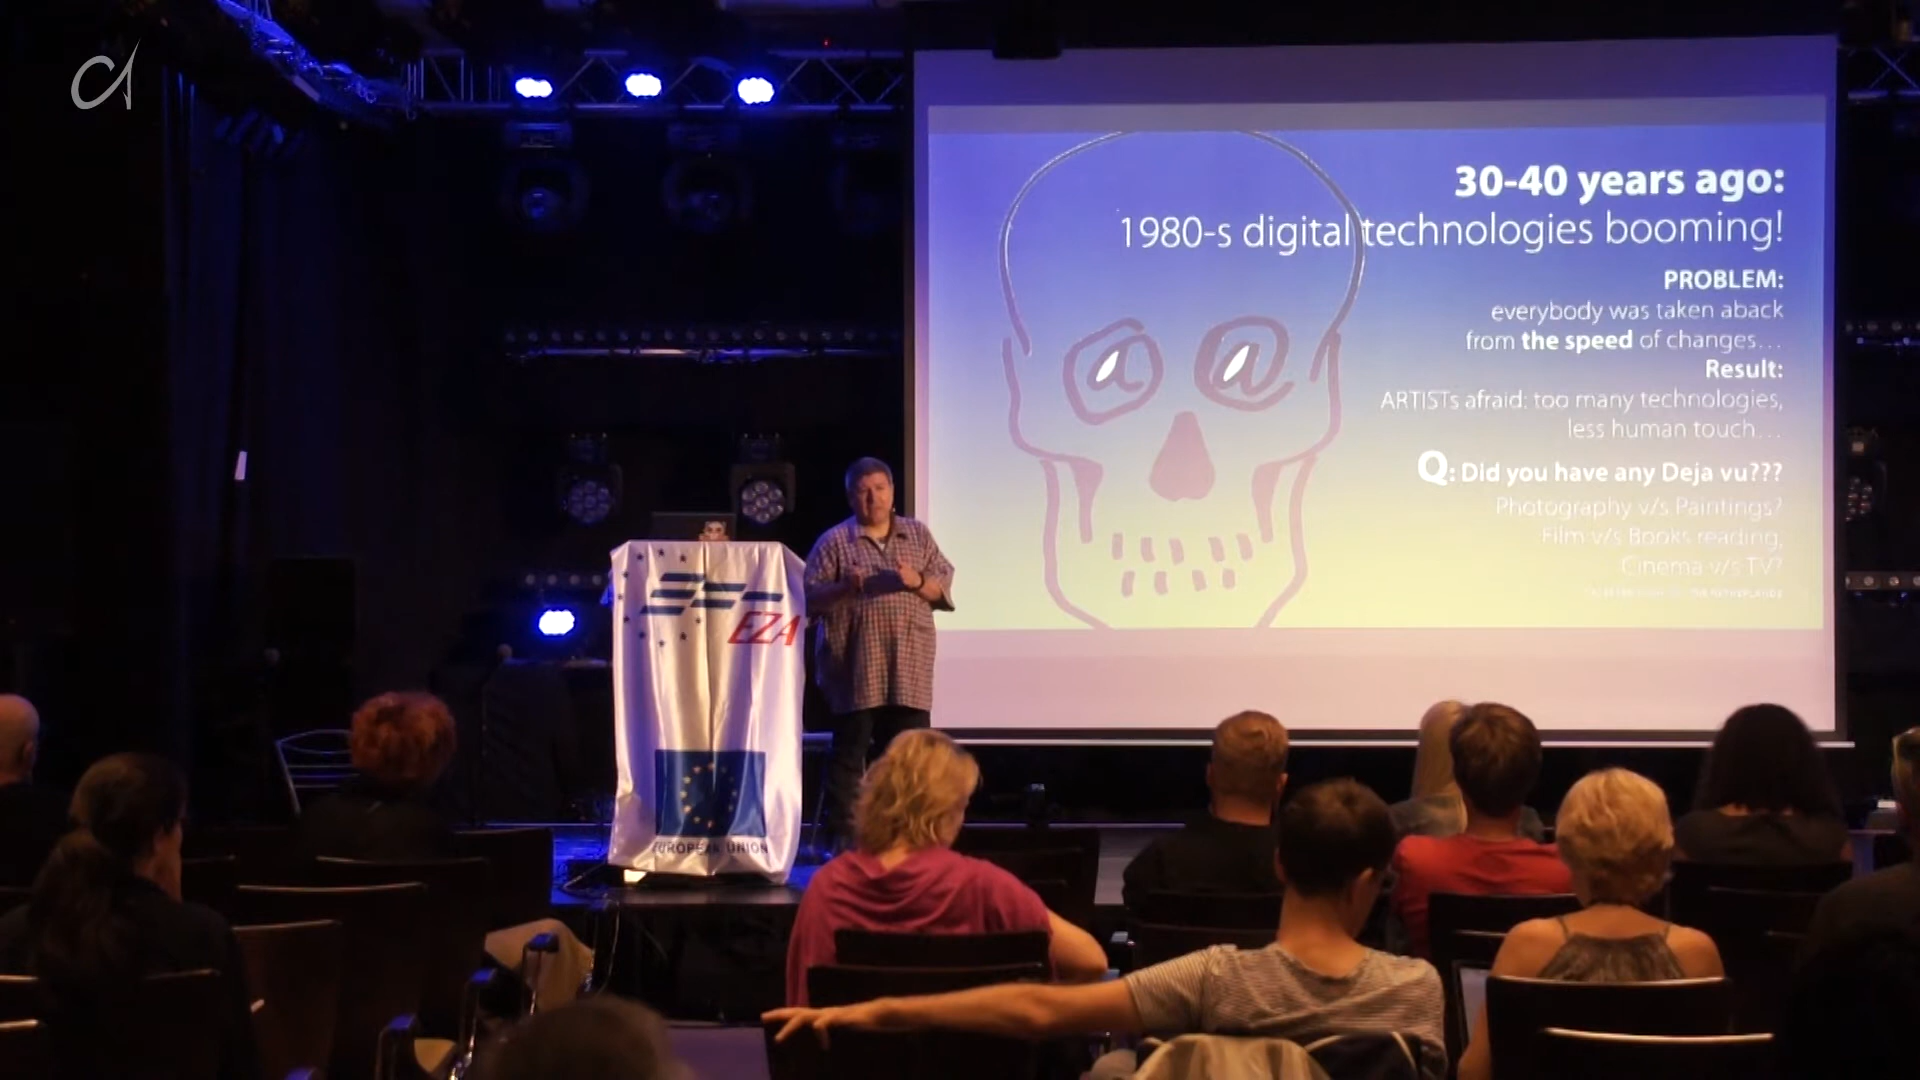 30-40 years ago:
1980-s digital technologies booming!
PROBLEM:
everybody was taken aback
from the speed of changes...
Result:
ARTISTs afraid: too many technologies,
less human touch...
Q: Did you have any Deja vu???
Photography v/s Paintings?
Film v/s Books reading,
Cinema v/s TV?
EZA
EUROPEAN UNION